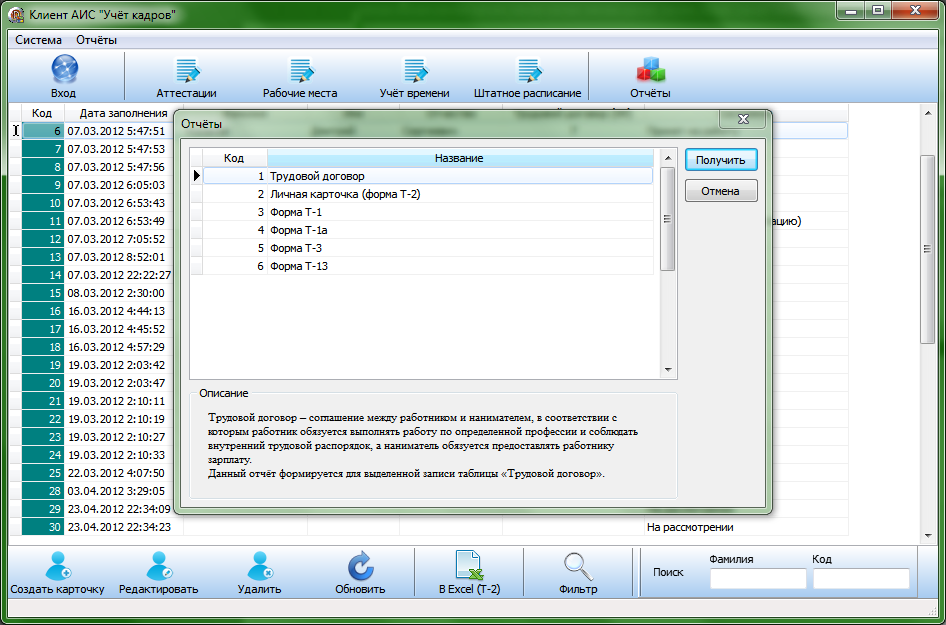 Клиент АИС "Учёт кадров"
Система Отчёты
Вход Аттестации Рабочие места Учёт времени Штатное расписание Отчёты
Код Дата заполнения
6 07.03.2012 5:47:51
7 07.03.2012 5:47:53
8 07.03.2012 5:47:56
9 07.03.2012 6:05:03
10 07.03.2012 6:53:43
11 07.03.2012 6:53:49 ацию)
12 07.03.2012 7:05:52
13 07.03.2012 8:52:01
14 07.03.2012 22:22:27
15 08.03.2012 2:30:00
16 16.03.2012 4:44:13
17 16.03.2012 4:45:52
18 16.03.2012 4:57:29
19 19.03.2012 2:03:42
20 19.03.2012 2:03:47
21 19.03.2012 2:10:11
22 19.03.2012 2:10:19
23 19.03.2012 2:10:27
24 19.03.2012 2:10:33
25 22.03.2012 4:07:50
28 03.04.2012 3:29:05
29 23.04.2012 22:34:09
30 23.04.2012 22:34:23 На рассмотрении
Отчёты
Код Название
1 Трудовой договор
2 Личная карточка (форма Т-2)
3 Форма Т-1
4 Форма Т-1а
5 Форма Т-3
6 Форма Т-13
Получить
Отмена
Описание
Трудовой договор – соглашение между работником и нанимателем, в соответствии с
которым работник обязуется выполнять работу по определенной профессии и соблюдать
внутренний трудовой распорядок, а наниматель обязуется предоставлять работнику
зарплату.
Данный отчёт формируется для выделенной записи таблицы «Трудовой договор».
Создать карточку Редактировать Удалить Обновить В Excel (Т-2) Фильтр Поиск Фамилия Код